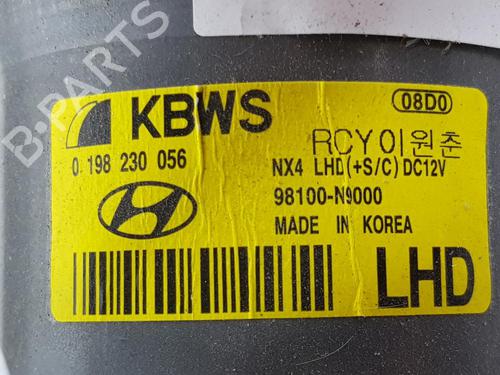 08D0
KBWS
RCY이원춘
0 198 230 056
NX4 LHD(+S/C)DC12V
98100-N9000
MADE IN KOREA
LHD
B-PARTS